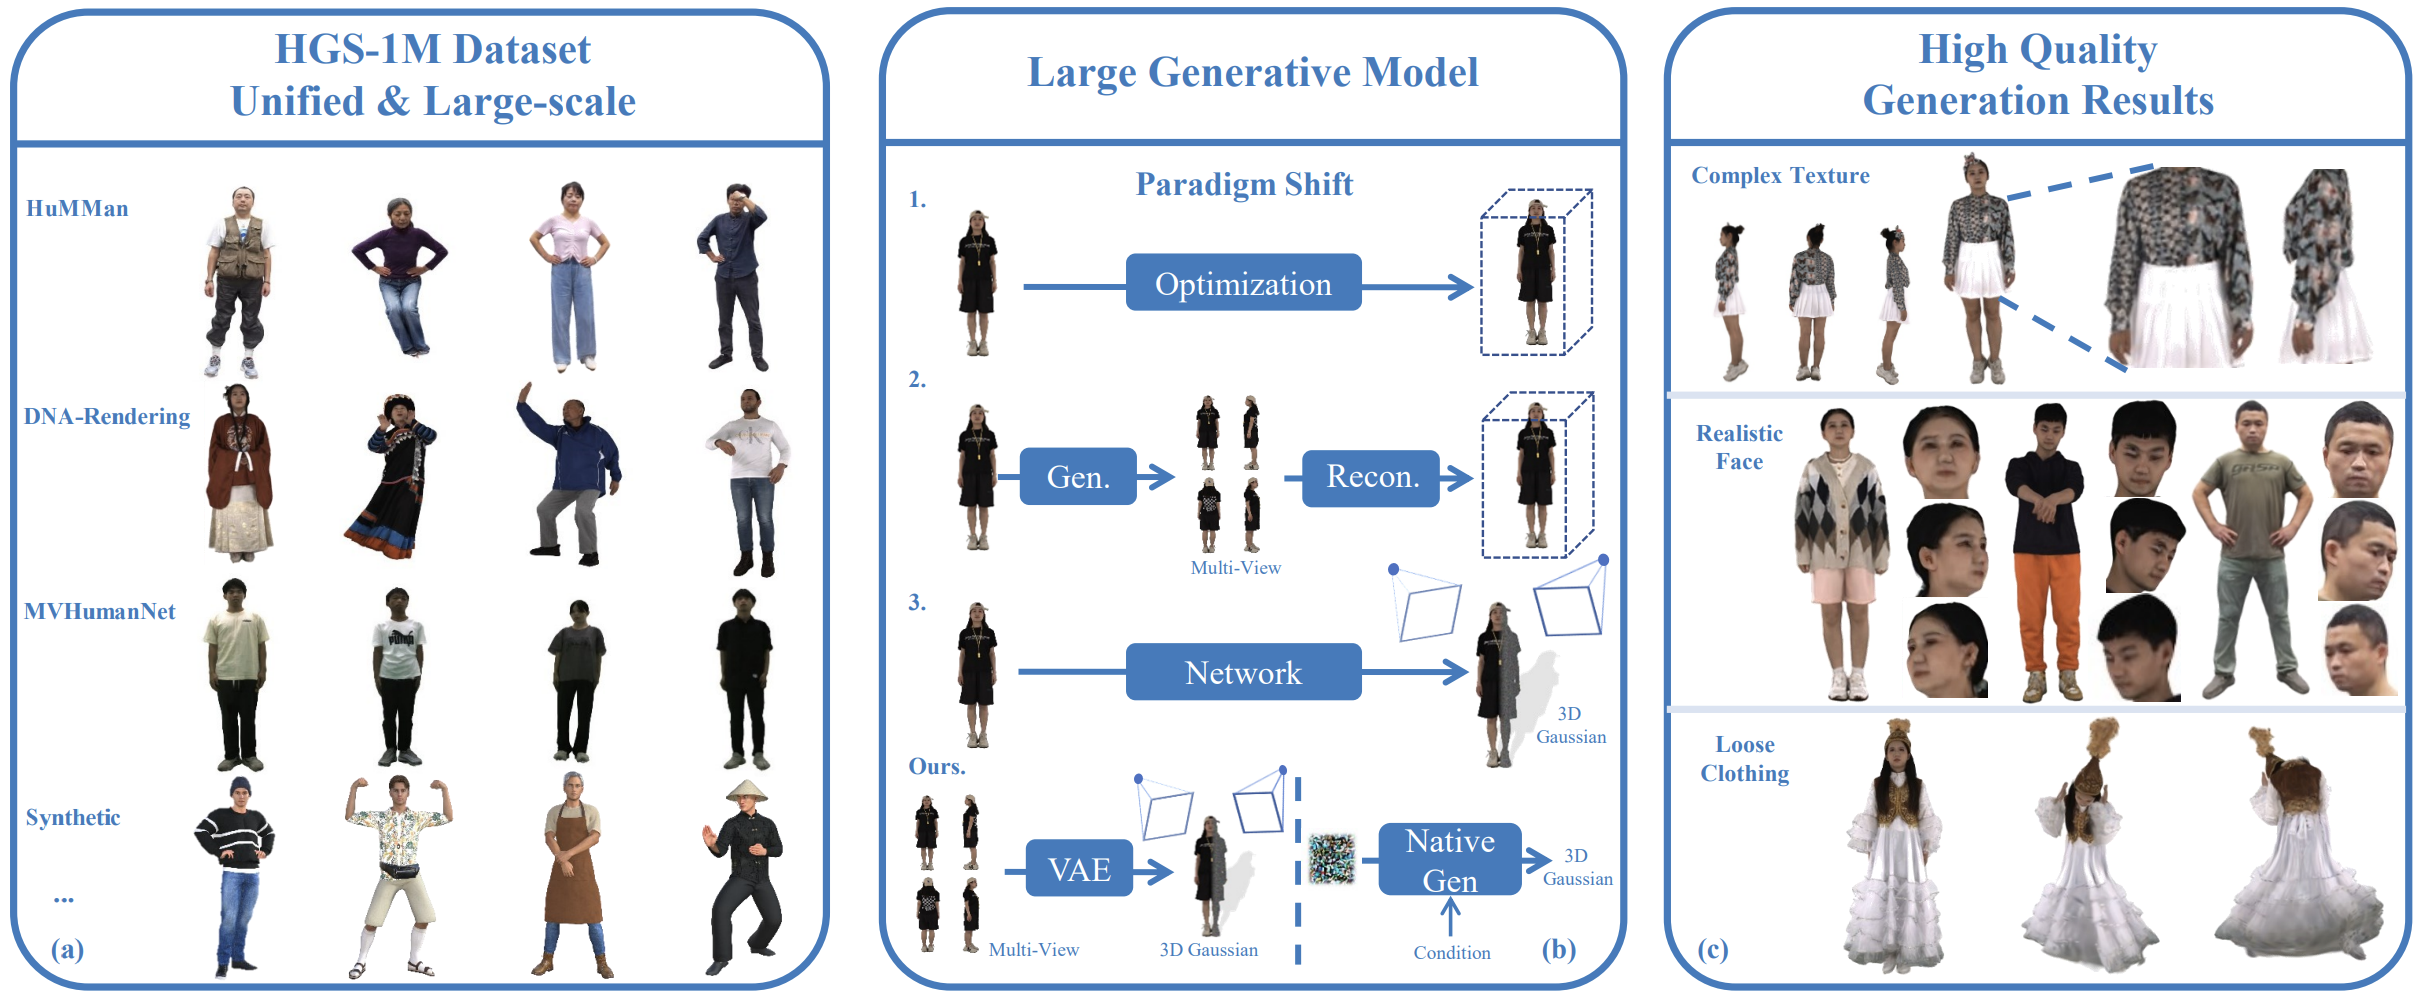 HGS-1M Dataset
Unified & Large-scale
HuMMan
DNA-Rendering
MVHumanNet
Synthetic
...
(a)
Large Generative Model
Paradigm Shift
1.
Optimization
2.
Gen.
Recon.
Multi-View
3.
Network
3D
Gaussian
Ours.
VAE
Multi-View
3D Gaussian
Native
Gen
Condition
3D
Gaussian
(b)
High Quality
Generation Results
Complex Texture
Realistic
Face
Loose
Clothing
(c)